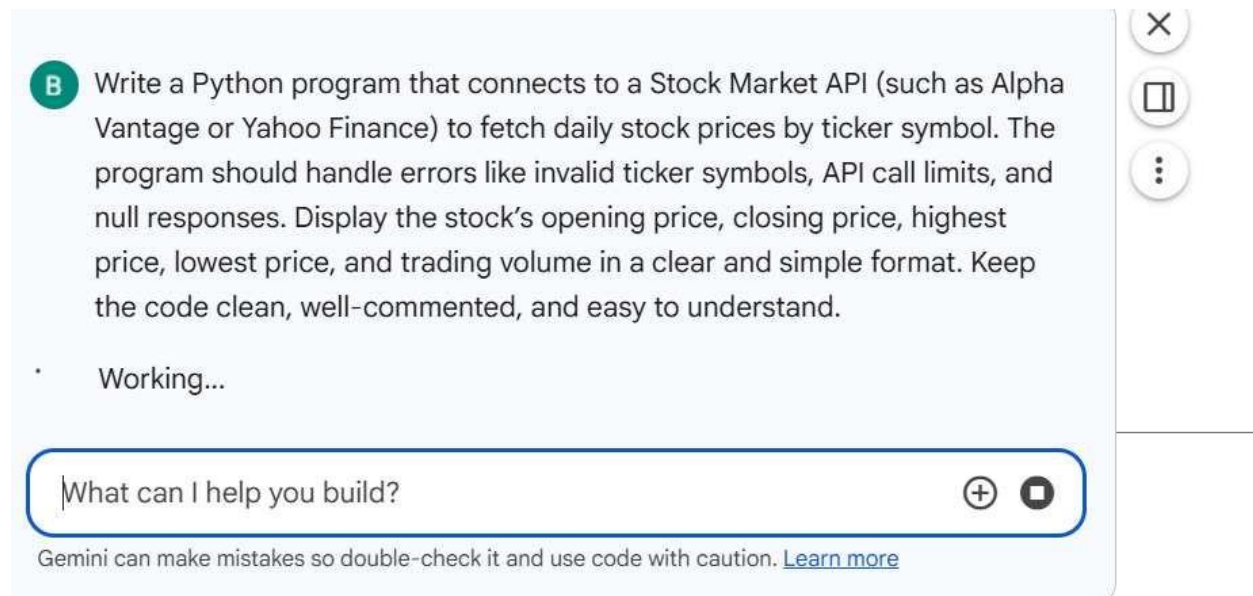 B
Write a Python program that connects to a Stock Market API (such as Alpha
Vantage or Yahoo Finance) to fetch daily stock prices by ticker symbol. The
program should handle errors like invalid ticker symbols, API call limits, and
null responses. Display the stock’s opening price, closing price, highest
price, lowest price, and trading volume in a clear and simple format. Keep
the code clean, well-commented, and easy to understand.
Working...
What can I help you build?
Gemini can make mistakes so double-check it and use code with caution. Learn more